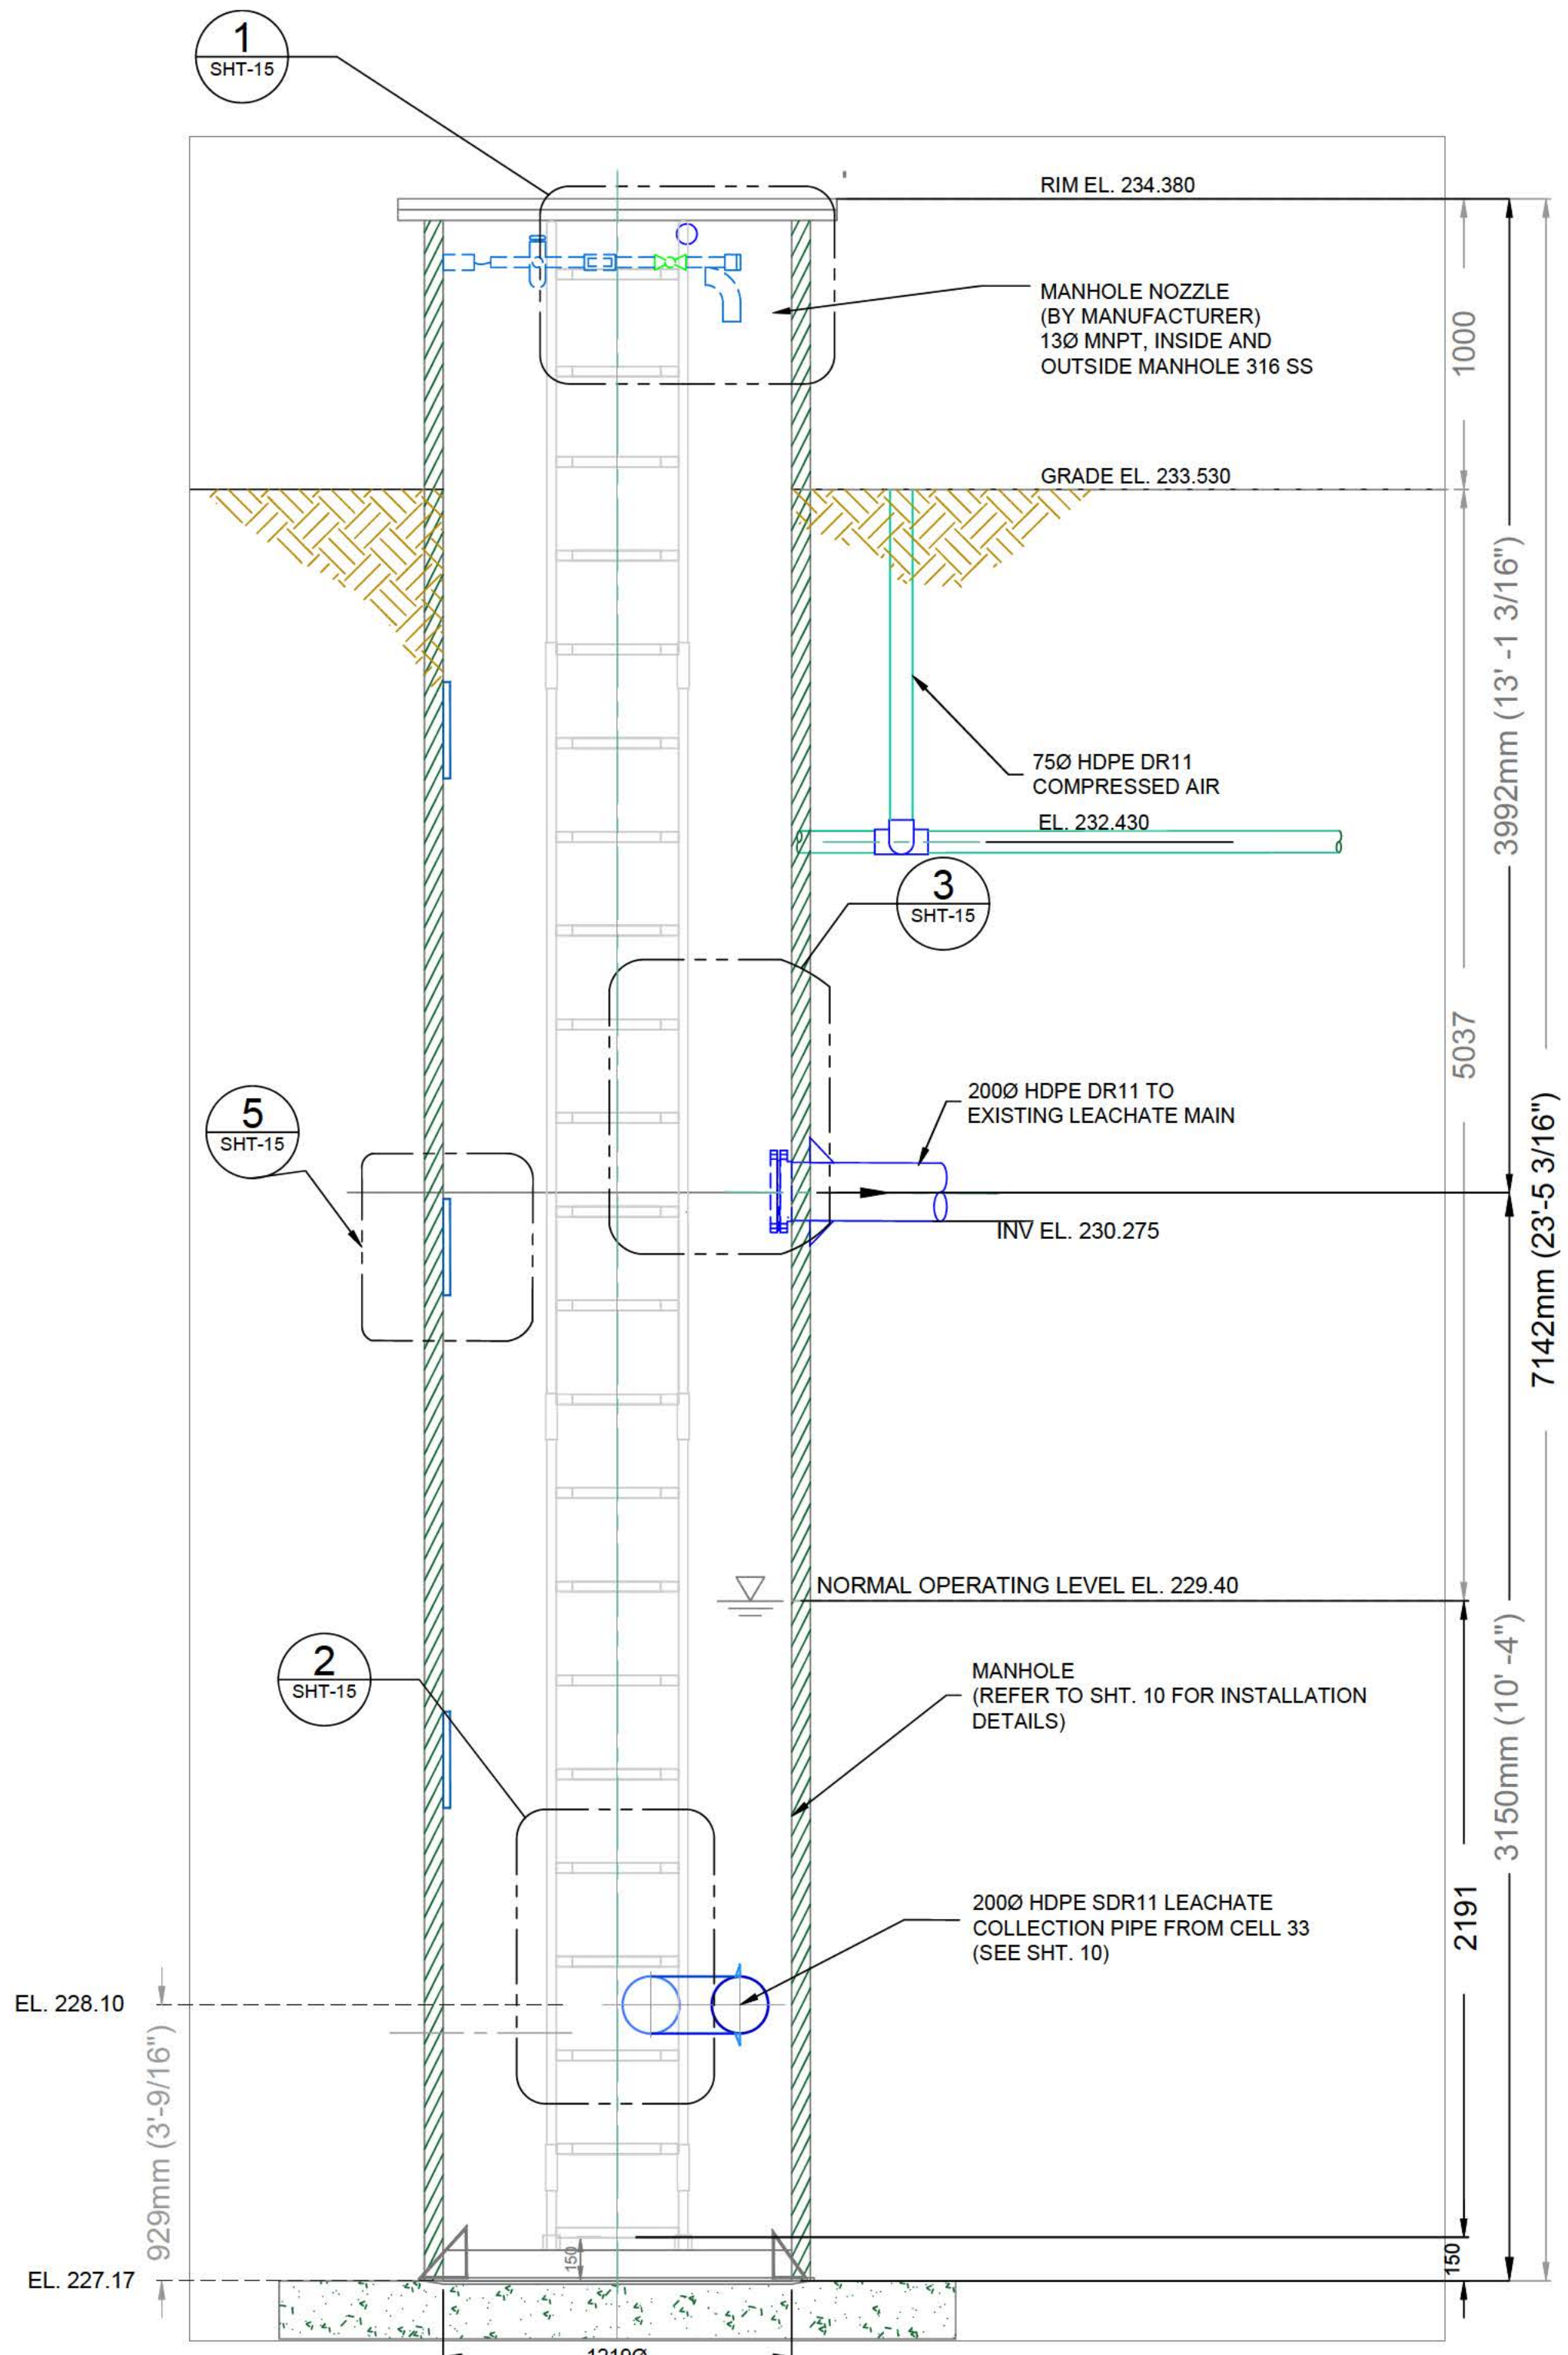 1
SHT-15
RIM EL. 234.380
MANHOLE NOZZLE
(BY MANUFACTURER)
13Ø MNPT, INSIDE AND
OUTSIDE MANHOLE 316 SS
1000
GRADE EL. 233.530
3992mm (13' -1 3/16")
75Ø HDPE DR11
COMPRESSED AIR
EL. 232.430
3
SHT-15
5037
200Ø HDPE DR11 TO
EXISTING LEACHATE MAIN
5
SHT-15
7142mm (23'-5 3/16")
INV EL. 230.275
NORMAL OPERATING LEVEL EL. 229.40
2
SHT-15
MANHOLE
(REFER TO SHT. 10 FOR INSTALLATION
DETAILS)
3150mm (10' -4")
2191
200Ø HDPE SDR11 LEACHATE
COLLECTION PIPE FROM CELL 33
(SEE SHT. 10)
EL. 228.10
929mm (3'-9/16")
150
150
EL. 227.17